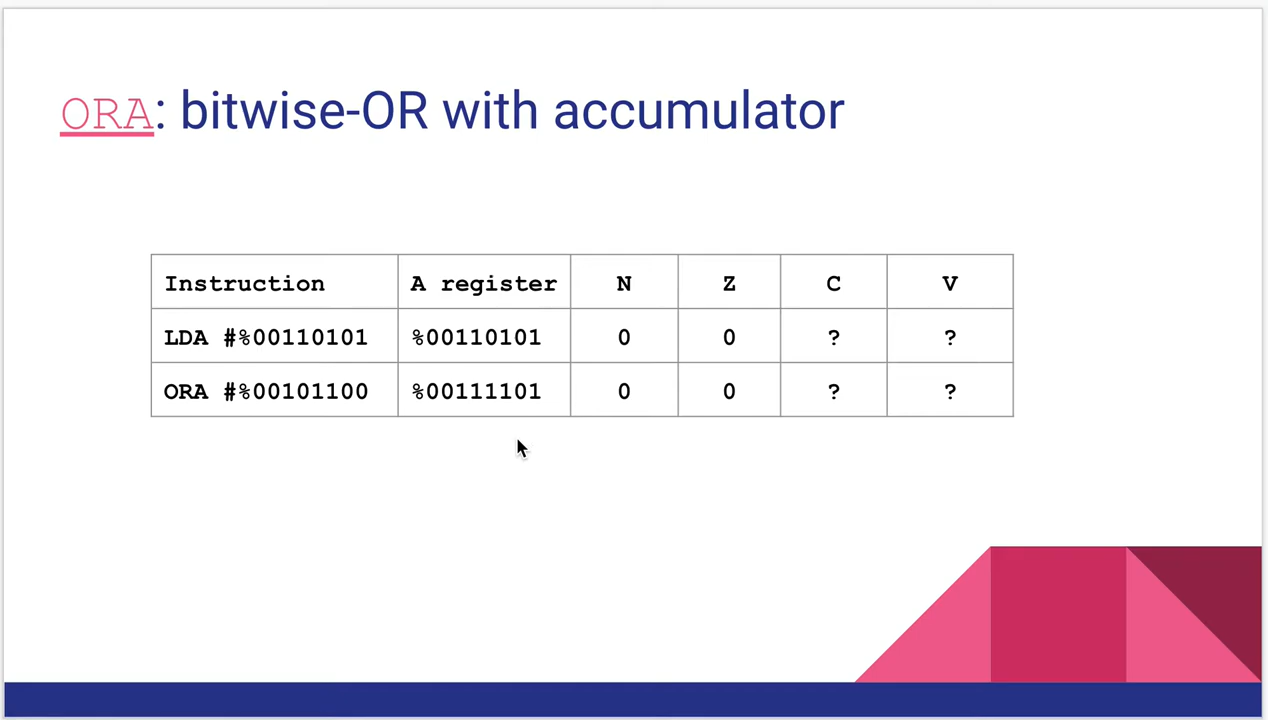 ORA: bitwise-OR with accumulator
Instruction A register N Z C V
LDA #%00110101 %00110101 0 0 ? ?
ORA #%00101100 %00111101 0 0 ? ?